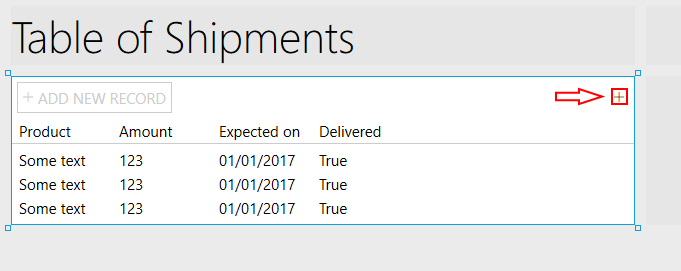 Table of Shipments
+ ADD NEW RECORD +
Product Amount Expected on Delivered
Some text 123 01/01/2017 True
Some text 123 01/01/2017 True
Some text 123 01/01/2017 True